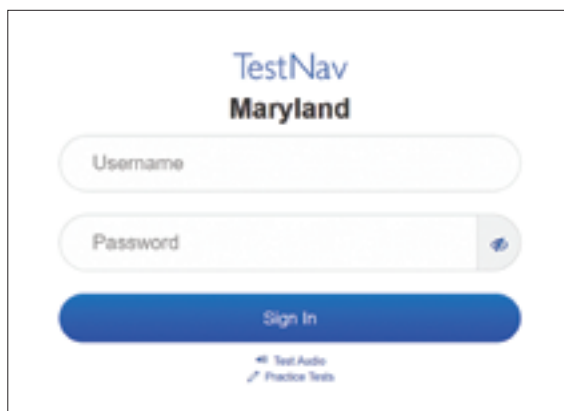 TestNav
Maryland
Username
Password
Sign In
Test Audio
Practice Tests